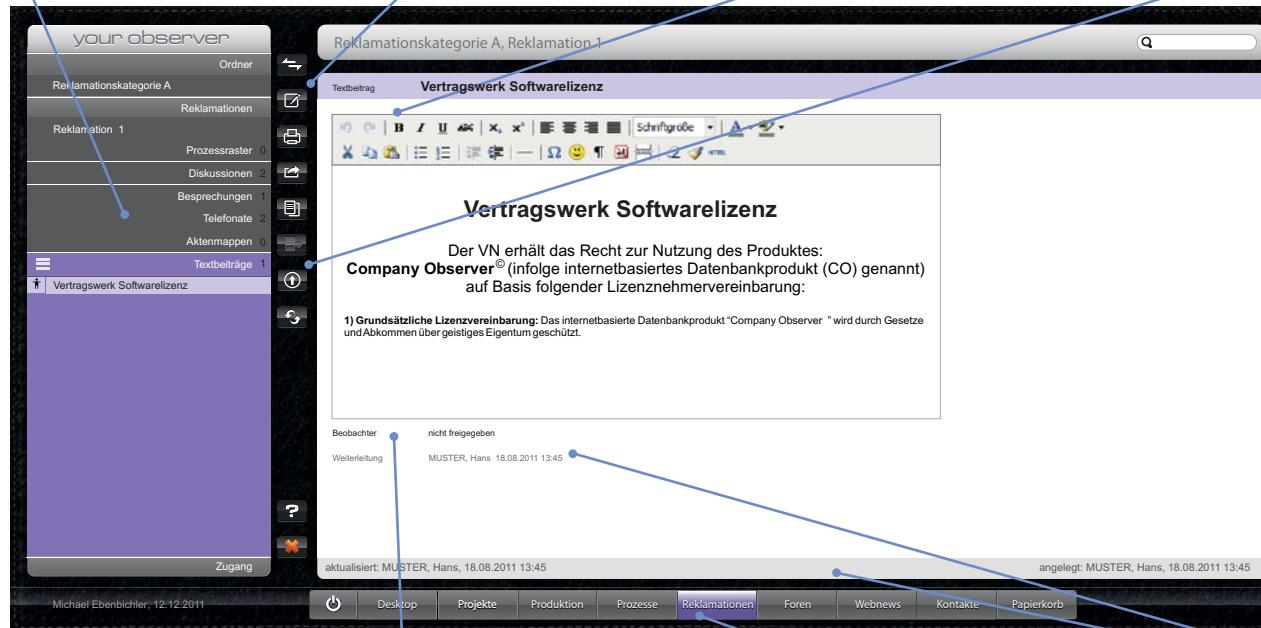 your observer
Ordner
Reklamationskategorie A
Reklamationen
Reklamation 1
Prozessraster 0
Diskussionen 2
Besprechungen 1
Telefonate 2
Aktenmappen 0
Textbeiträge 1
Vertragswerk Softwarelizenz
Zugang
Michael Ebenbichler, 12.12.2011
?
Reklamationskategorie A, Reklamation 1
Textbeitrag Vertragswerk Softwarelizenz
B I U ABC X, x² Schriftgroße A ab
Ω ¶ HTML
Vertragswerk Softwarelizenz
Der VN erhält das Recht zur Nutzung des Produktes:
Company Observer© (infolge internetbasiertes Datenbankprodukt (CO) genannt)
auf Basis folgender Lizenznehmervereinbarung:
1) Grundsätzliche Lizenzvereinbarung: Das internetbasierte Datenbankprodukt “Company Observer ” wird durch Gesetze
und Abkommen über geistiges Eigentum geschützt.
Beobachter nicht freigegeben
Weiterleitung MUSTER, Hans 18.08.2011 13:45
aktualisiert: MUSTER, Hans, 18.08.2011 13:45 angelegt: MUSTER, Hans, 18.08.2011 13:45
Desktop Projekte Produktion Prozesse Reklamationen Foren Webnews Kontakte Papierkorb